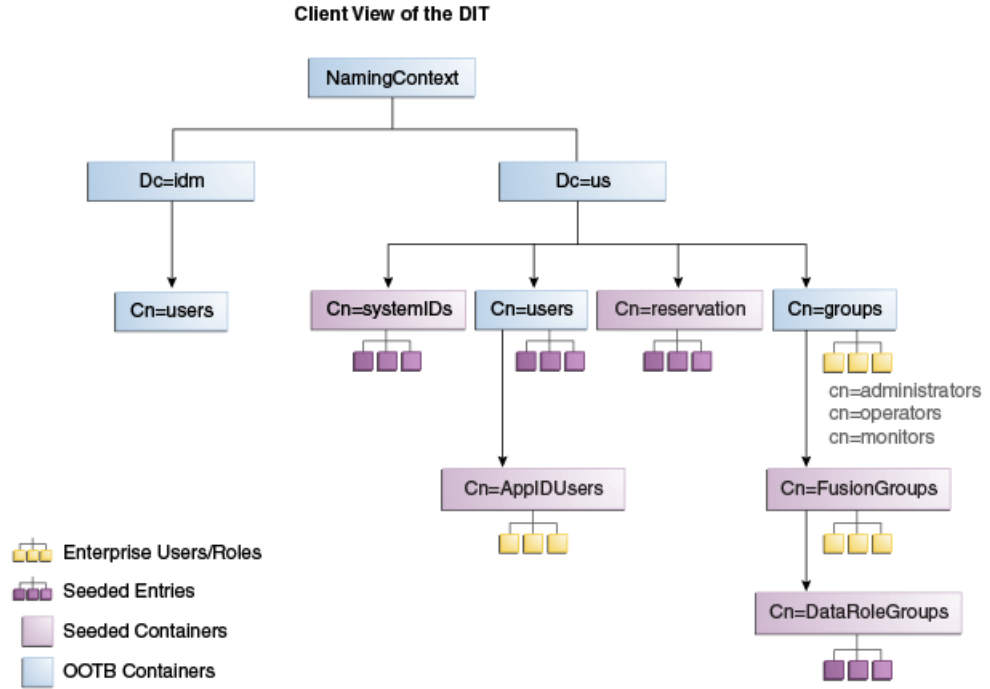 Client View of the DIT
NamingContext
Dc=idm
Dc=us
Cn=users
Cn=systemIDs
Cn=users
Cn=reservation
Cn=groups
cn=administrators
cn=operators
cn=monitors
Cn=AppIDUsers
Cn=FusionGroups
Cn=DataRoleGroups
Enterprise Users/Roles
Seeded Entries
Seeded Containers
OOTB Containers